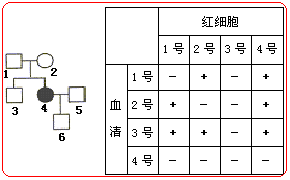 红细胞
1号 2号 3号 4号
血清
1号 - + - +
2号 + - - +
3号 + + - +
4号 - - - -
1 2
3 4 5
6